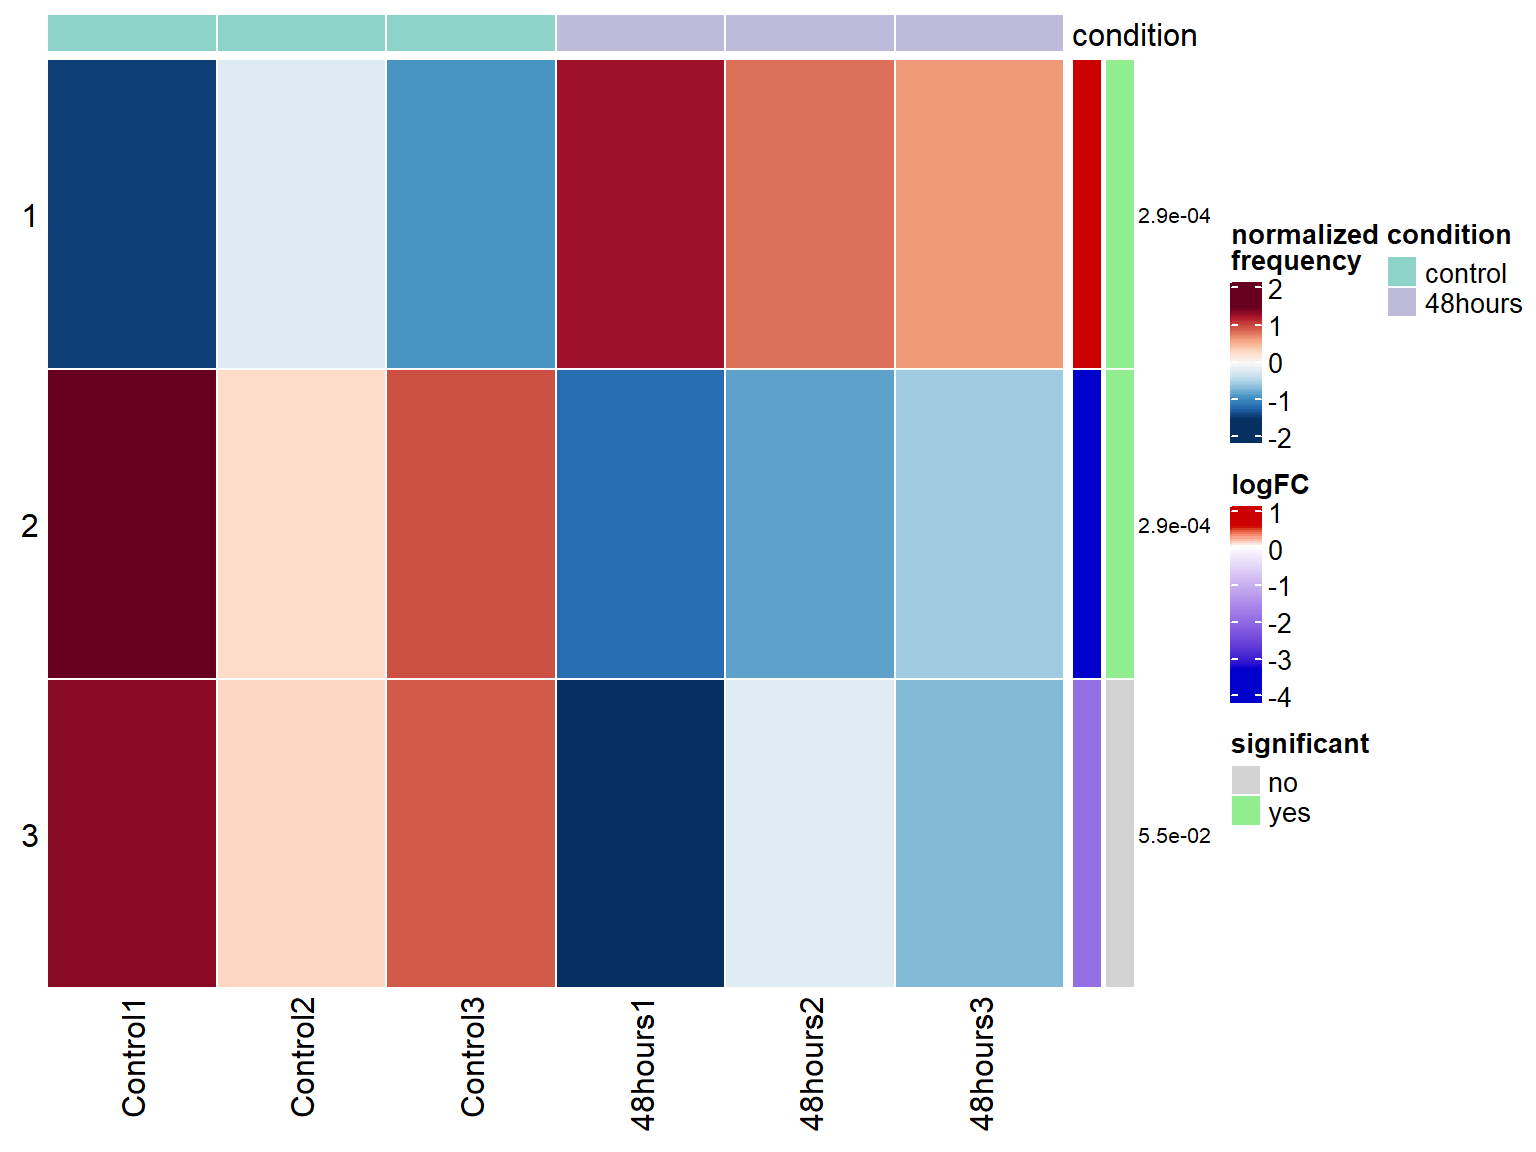 condition
1
2.9e-04
2
2.9e-04
3
5.5e-02
Control1
Control2
Control3
48hours1
48hours2
48hours3
normalized
frequency
2
1
0
-1
-2
condition
control
48hours
logFC
1
0
-1
-2
-3
-4
significant
no
yes